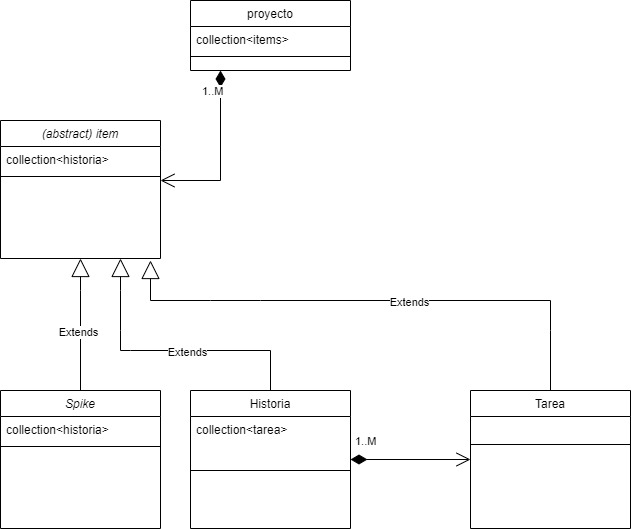 proyecto
collection<items>
1..M
(abstract) item
collection<historia>
Extends
Extends
Extends
Spike
collection<historia>
Historia
collection<tarea>
1..M
Tarea